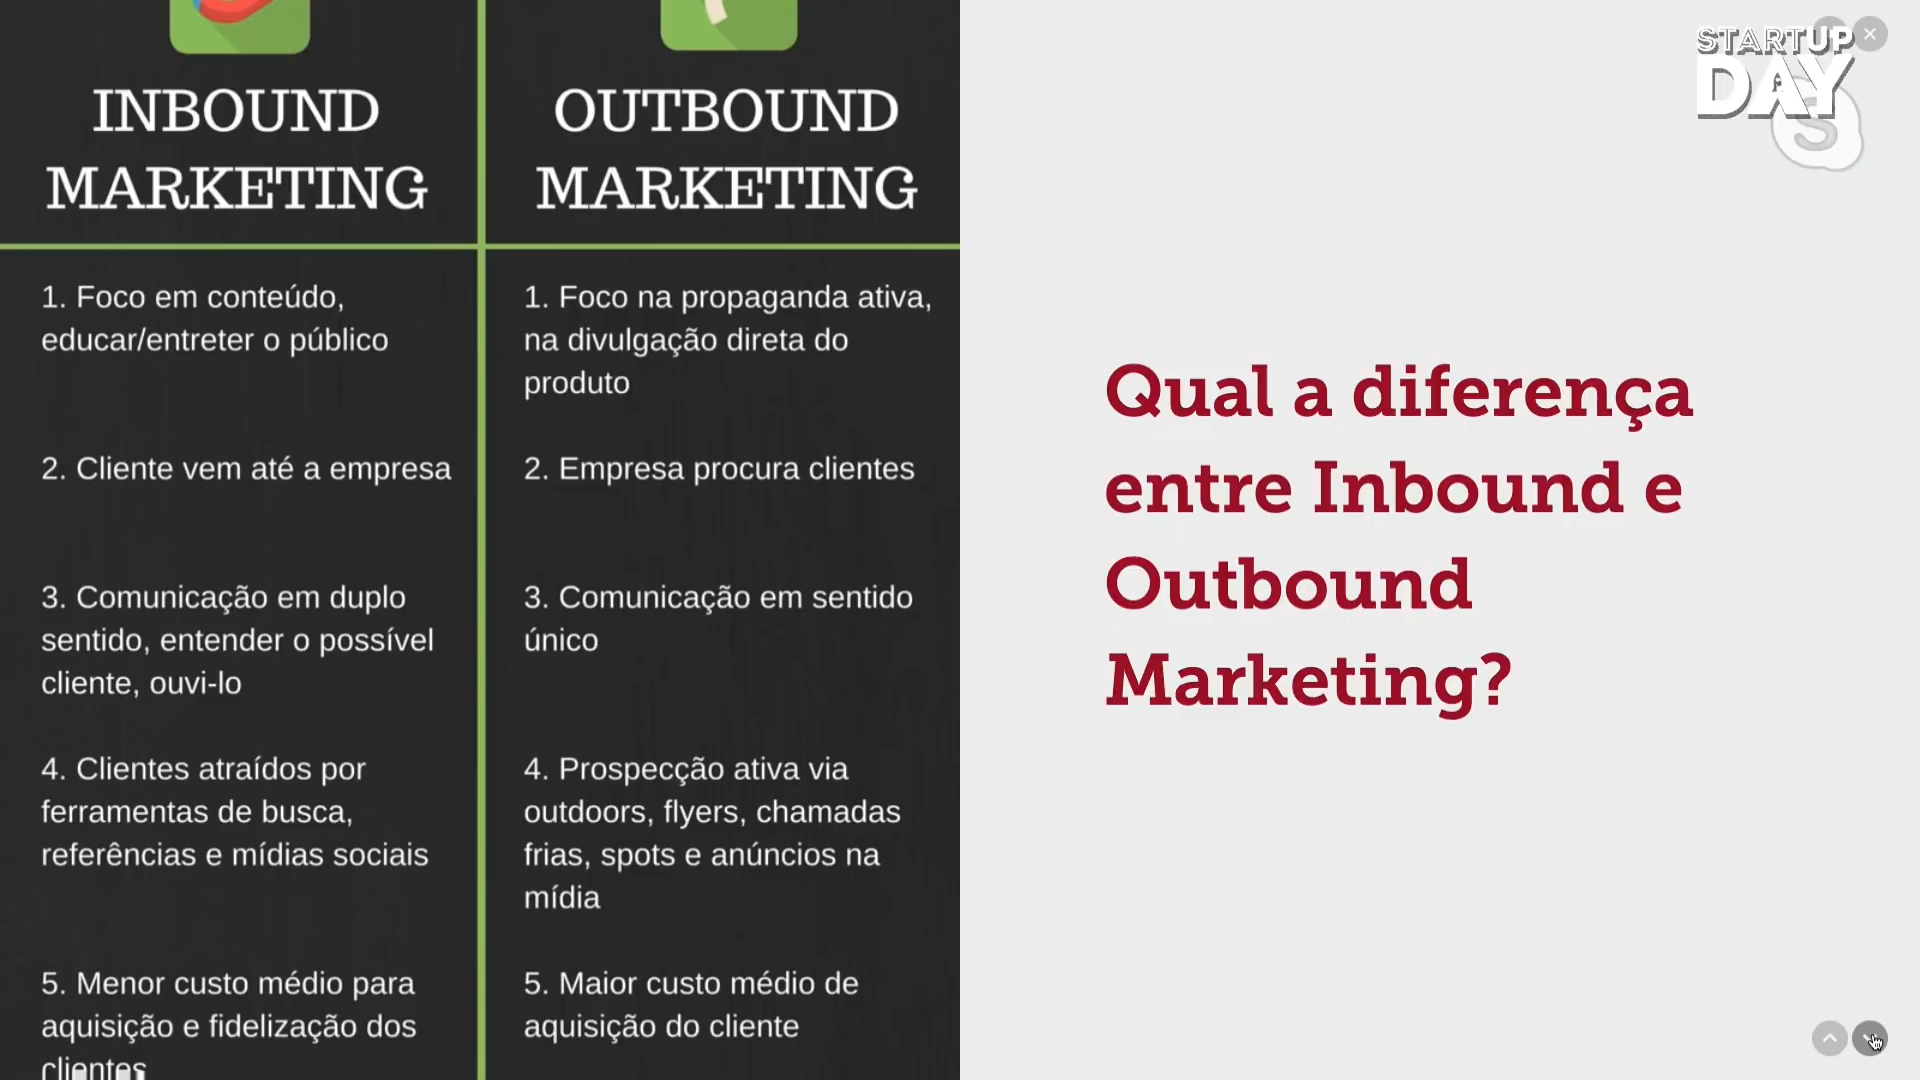 INBOUND
MARKETING
1. Foco em conteúdo,
educar/entreter o público
2. Cliente vem até a empresa
3. Comunicação em duplo
sentido, entender o possível
cliente, ouvi-lo
4. Clientes atraídos por
ferramentas de busca,
referências e mídias sociais
5. Menor custo médio para
aquisição e fidelização dos
clientes
OUTBOUND
MARKETING
1. Foco na propaganda ativa,
na divulgação direta do
produto
2. Empresa procura clientes
3. Comunicação em sentido
único
4. Prospecção ativa via
outdoors, flyers, chamadas
frias, spots e anúncios na
mídia
5. Maior custo médio de
aquisição do cliente
STARTUP
DAY
Qual a diferença
entre Inbound e
Outbound
Marketing?